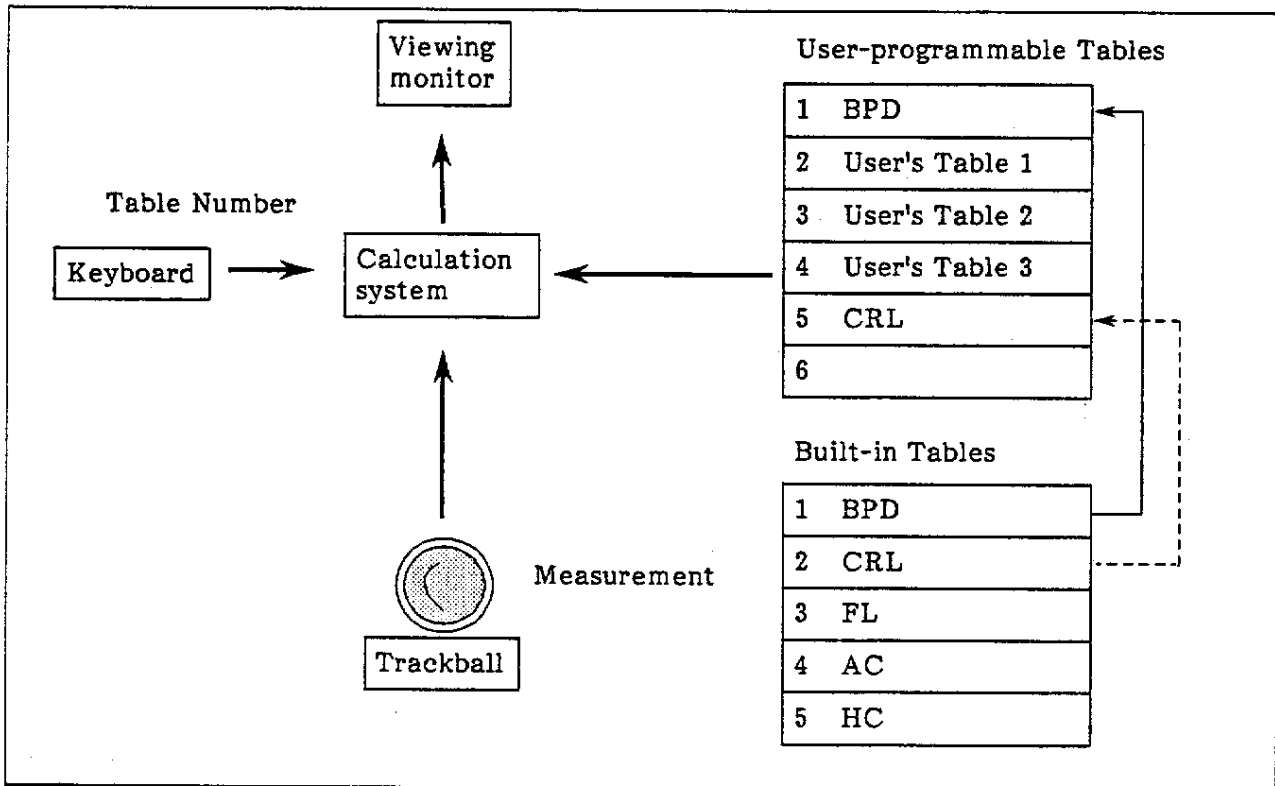 Viewing
monitor
Table Number
Keyboard
Calculation
system
Measurement
Trackball
User-programmable Tables
1 BPD
2 User's Table 1
3 User's Table 2
4 User's Table 3
5 CRL
6
Built-in Tables
1 BPD
2 CRL
3 FL
4 AC
5 HC